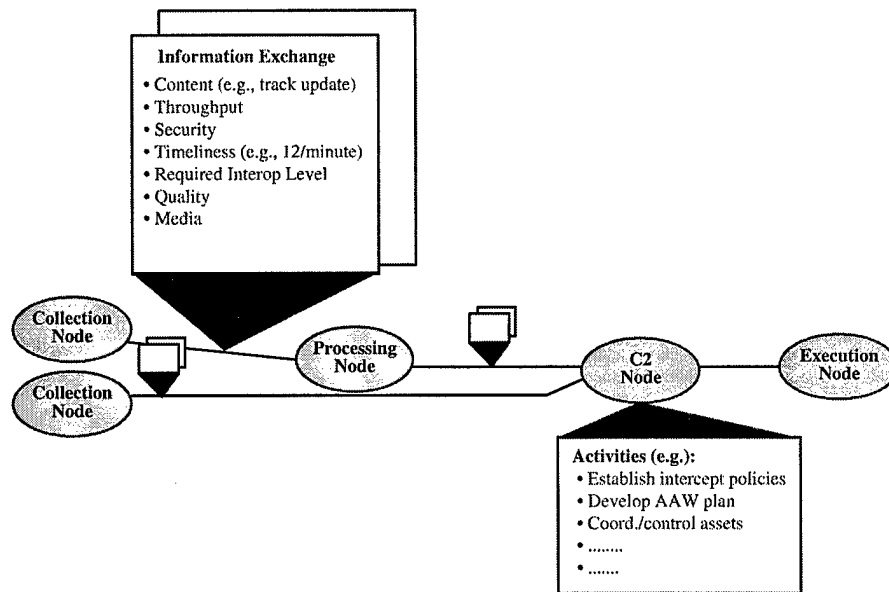 Information Exchange
• Content (e.g., track update)
• Throughput
• Security
• Timeliness (e.g., 12/minute)
• Required Interop Level
• Quality
• Media
Collection
Node
Collection
Node
Processing
Node
C2
Node
Execution
Node
Activities (e.g.):
• Establish intercept policies
• Develop AAW plan
• Coord./control assets
• ........
• .......